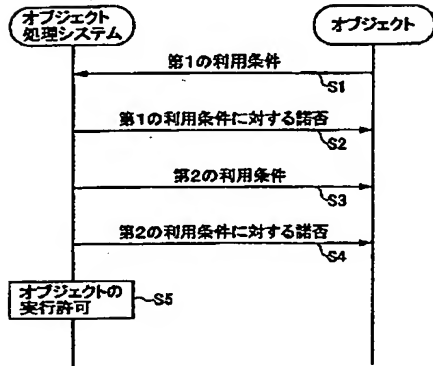 オブジェクト
処理システム
オブジェクト
第1の利用条件
S1
第1の利用条件に対する諾否
S2
第2の利用条件
S3
第2の利用条件に対する諾否
S4
オブジェクトの
実行許可
S5